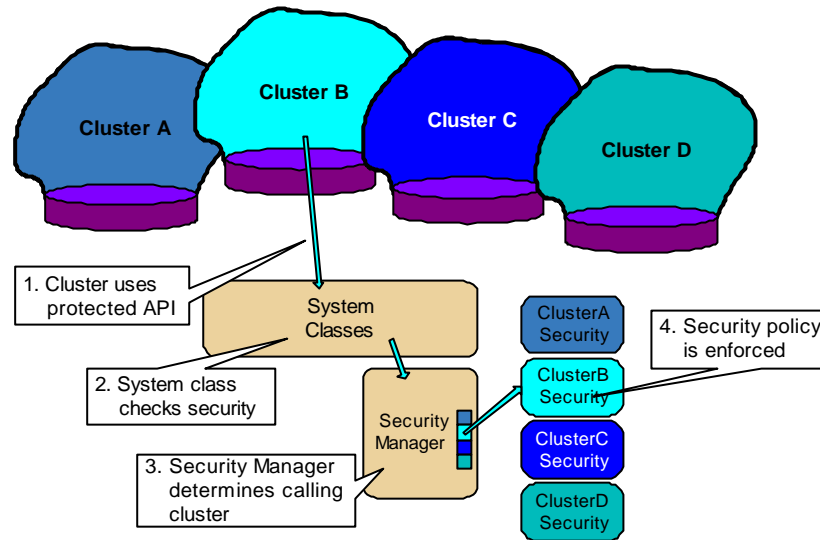 Cluster A
Cluster B
Cluster C
Cluster D
1. Cluster uses
protected API
System
Classes
2. System class
checks security
Security
Manager
3. Security Manager
determines calling
cluster
ClusterA
Security
ClusterB
Security
ClusterC
Security
ClusterD
Security
4. Security policy
is enforced